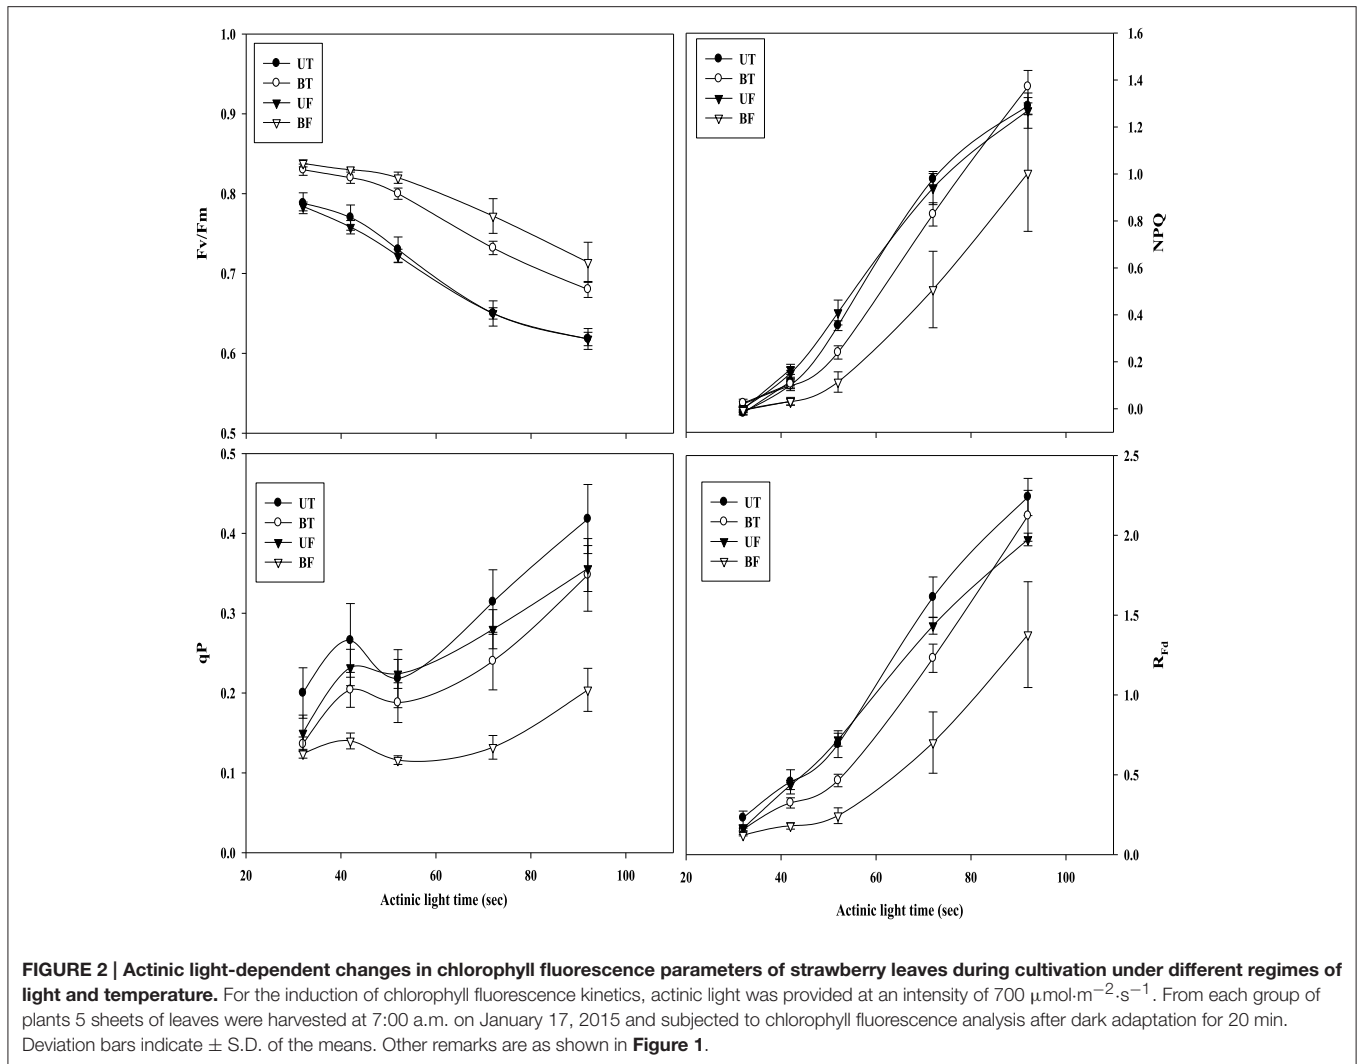 1.0
0.9
0.8
0.7
0.6
0.5
Fv/Fm
UT
BT
UF
BF
1.6
1.4
1.2
1.0
0.8
0.6
0.4
0.2
0.0
NPQ
UT
BT
UF
BF
0.5
0.4
0.3
0.2
0.1
0.0
qP
UT
BT
UF
BF
20 40 60 80 100
Actinic light time (sec)
2.5
2.0
1.5
1.0
0.5
0.0
R_Fd
UT
BT
UF
BF
20 40 60 80 100
Actinic light time (sec)
FIGURE 2 | Actinic light-dependent changes in chlorophyll fluorescence parameters of strawberry leaves during cultivation under different regimes of
light and temperature. For the induction of chlorophyll fluorescence kinetics, actinic light was provided at an intensity of 700 μmol·m−2·s−1. From each group of
plants 5 sheets of leaves were harvested at 7:00 a.m. on January 17, 2015 and subjected to chlorophyll fluorescence analysis after dark adaptation for 20 min.
Deviation bars indicate ± S.D. of the means. Other remarks are as shown in Figure 1.